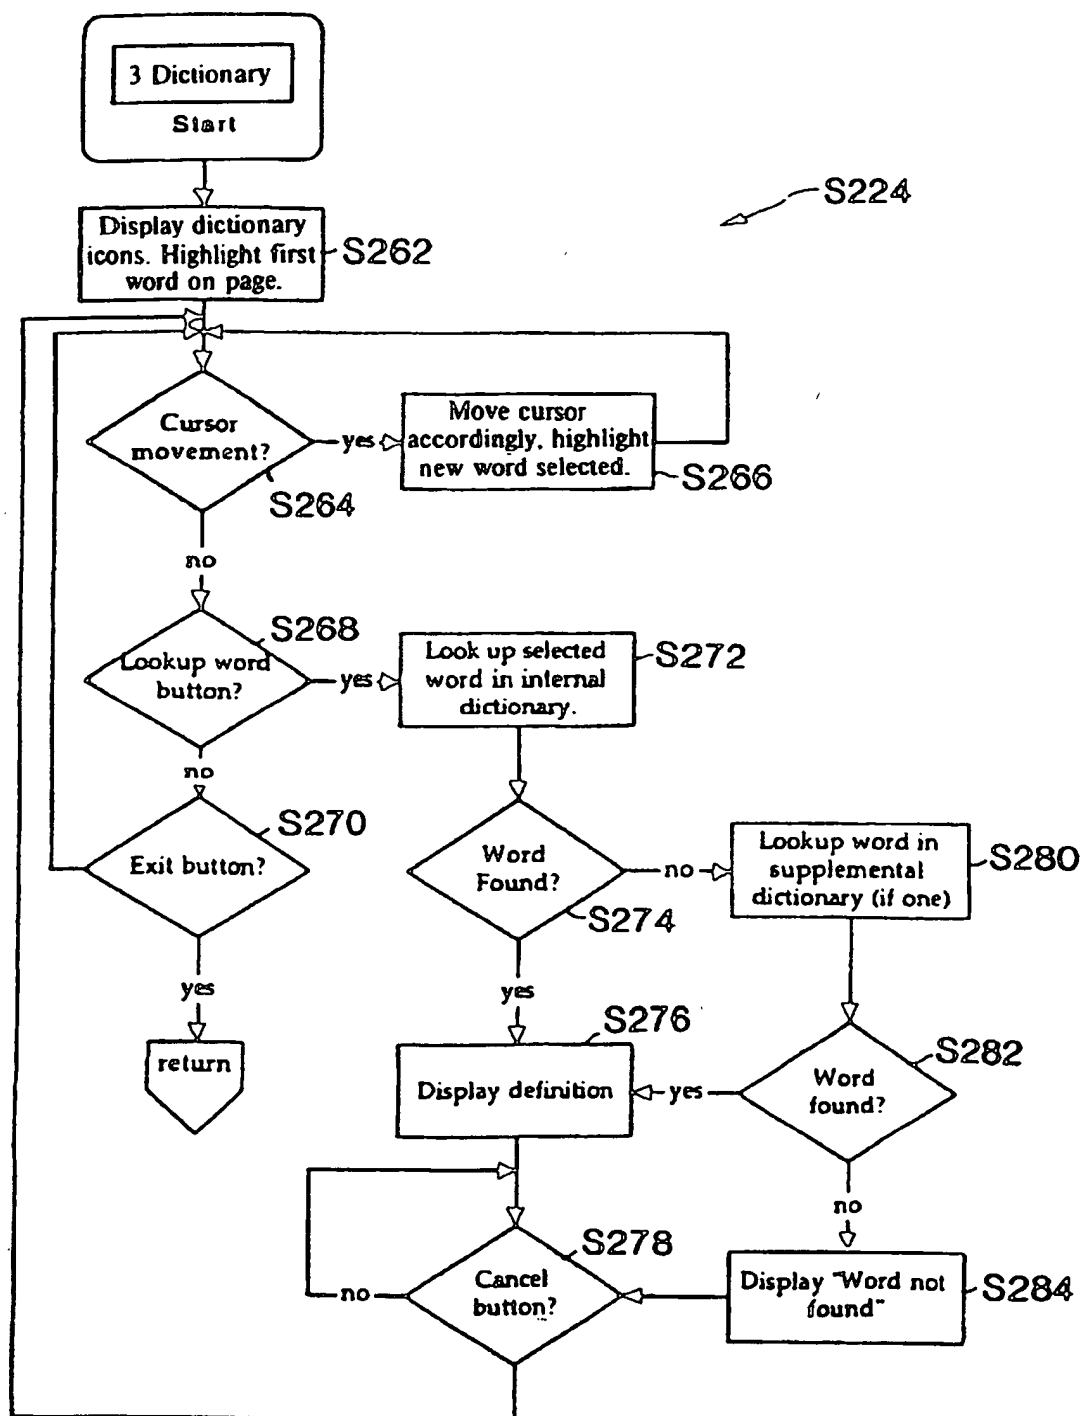 3 Dictionary
Start
S224
Display dictionary
icons. Highlight first
word on page.
S262
Cursor
movement?
S264
yes
Move cursor
accordingly, highlight
new word selected.
S266
no
Lookup word
button?
S268
yes
Look up selected
word in internal
dictionary.
S272
no
Exit button?
S270
yes
return
Word
Found?
S274
no
Lookup word in
supplemental
dictionary (if one)
S280
yes
Display definition
S276
Word
found?
S282
yes
no
Display "Word not
found"
S284
Cancel
button?
S278
no